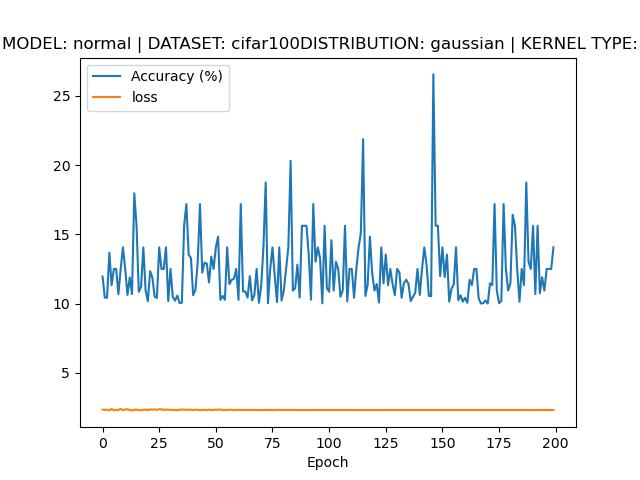 MODEL: normal | DATASET: cifar100DISTRIBUTION: gaussian | KERNEL TYPE:
Accuracy (%)
loss
25
20
15
10
5
0 25 50 75 100 125 150 175 200
Epoch